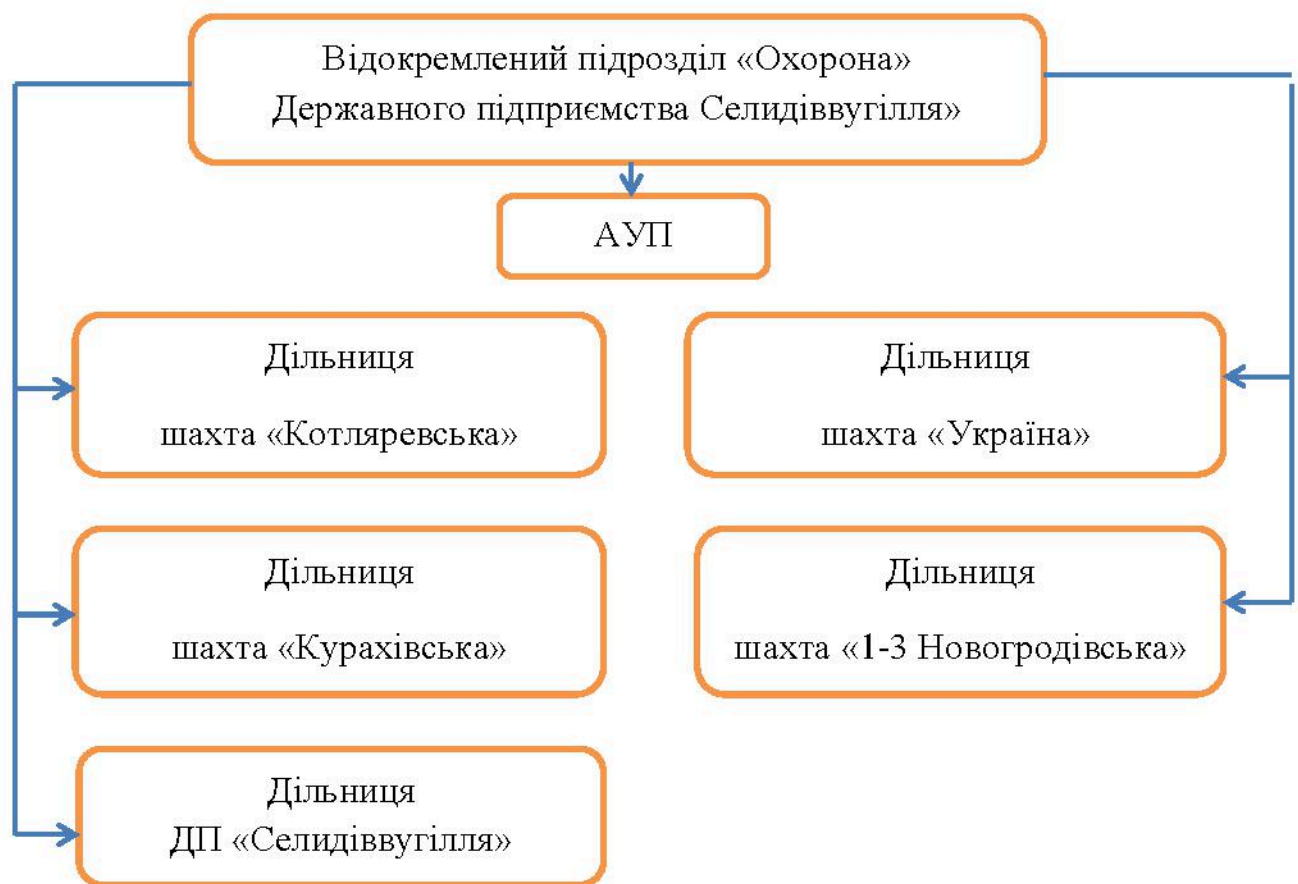 Відокремлений підрозділ «Охорона»
Державного підприємства Селидіввугілля»
АУП
Дільниця
шахта «Котляревська»
Дільниця
шахта «Україна»
Дільниця
шахта «Курахівська»
Дільниця
шахта «1-3 Новогродівська»
Дільниця
ДП «Селидіввугілля»